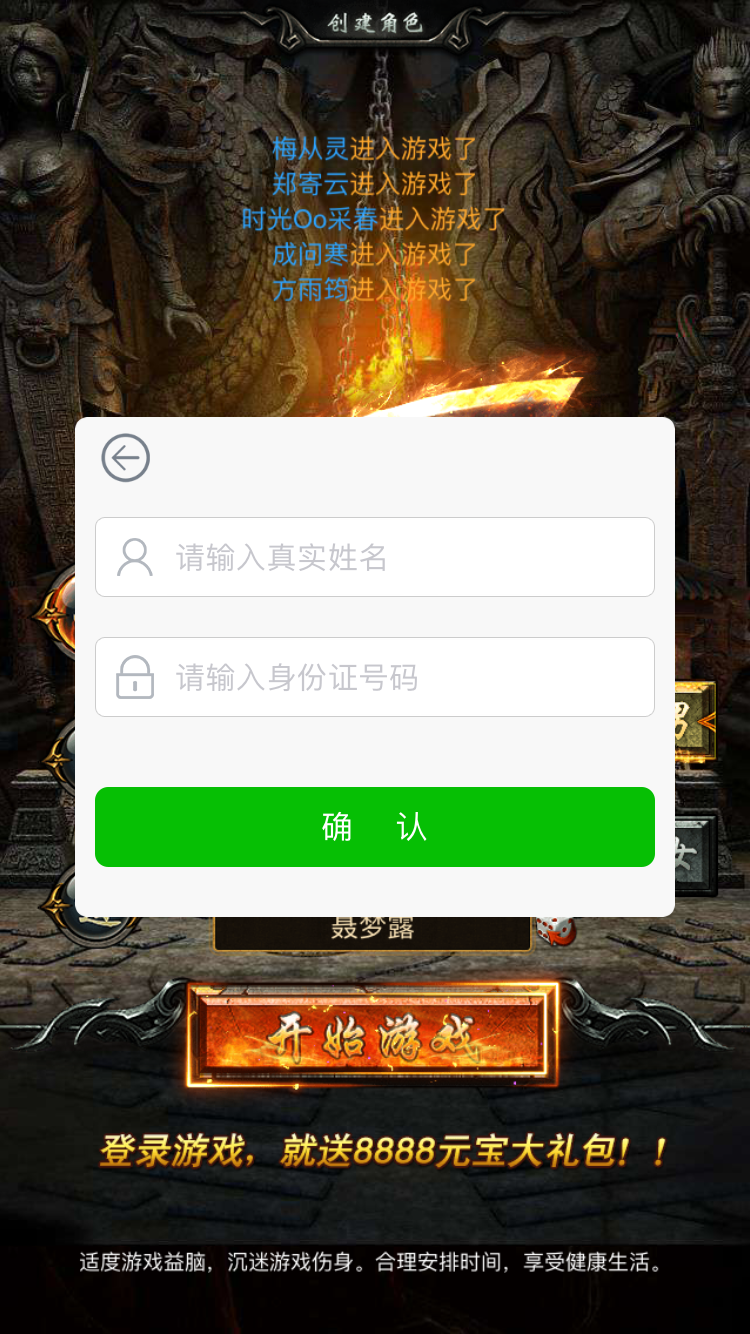 创建角色
梅从灵进入游戏了
郑寄云进入游戏了
时光Oo采春进入游戏了
成问寒进入游戏了
方雨筠进入游戏了
请输入真实姓名
请输入身份证号码
男
确 认
女
聂梦露
开始游戏
登录游戏，就送8888元宝大礼包！！
适度游戏益脑，沉迷游戏伤身。合理安排时间，享受健康生活。